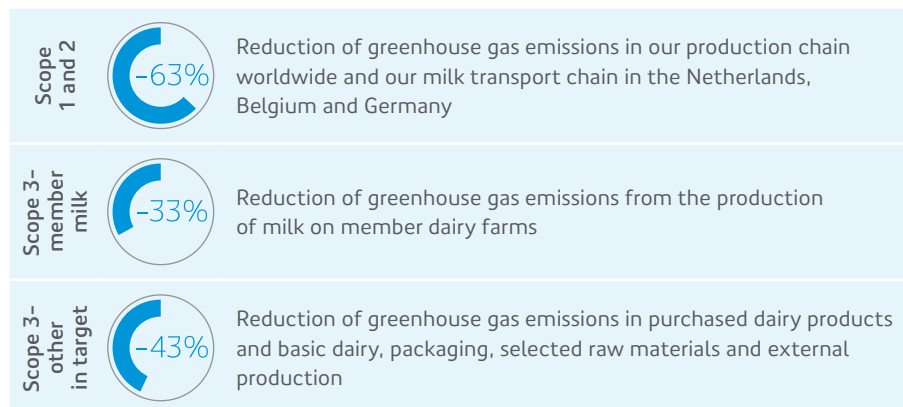 Scope
1 and 2
-63%
Reduction of greenhouse gas emissions in our production chain
worldwide and our milk transport chain in the Netherlands,
Belgium and Germany
Scope 3-
member
milk
-33%
Reduction of greenhouse gas emissions from the production
of milk on member dairy farms
Scope 3-
other
in target
-43%
Reduction of greenhouse gas emissions in purchased dairy products
and basic dairy, packaging, selected raw materials and external
production